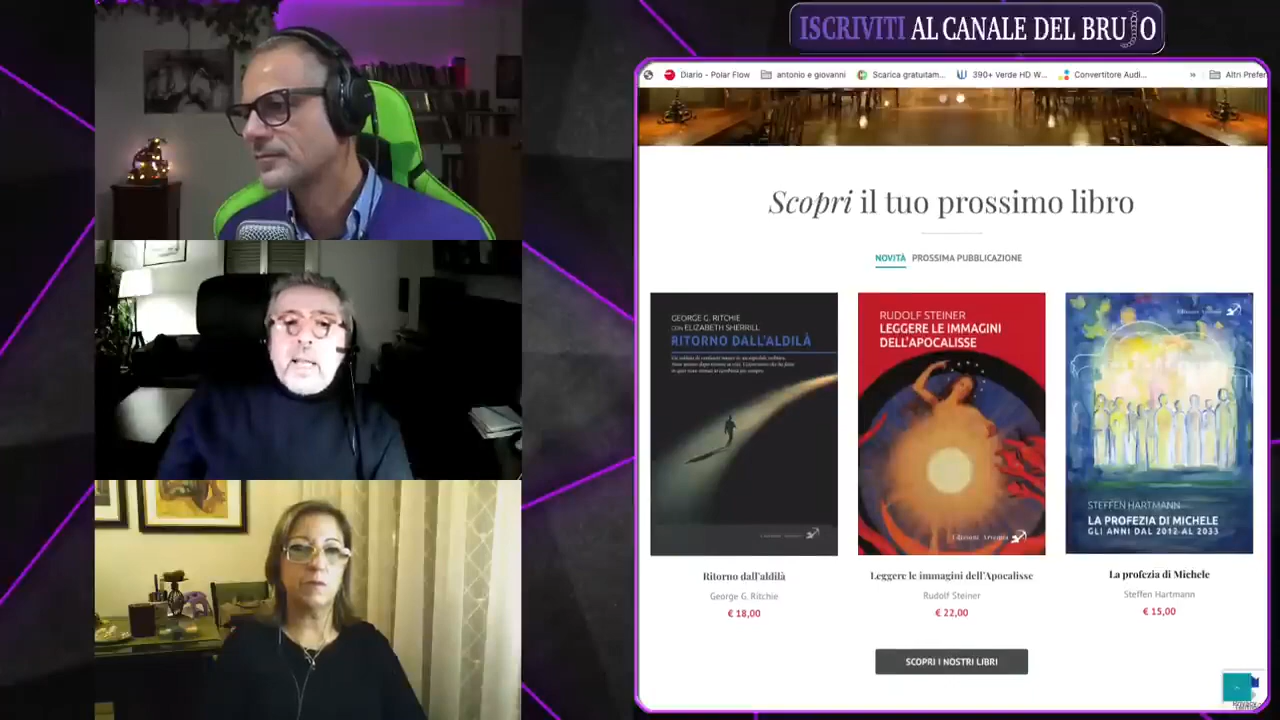 ISCRIVITI AL CANALE DEL BRUJO
Diario - Polar Flow
antonio e giovanni
Scarica gratuitam...
390+ Verde HD W...
Convertitore Audi...
»
Altri Prefer
Scopri il tuo prossimo libro
NOVITÀ PROSSIMA PUBBLICAZIONE
GEORGE G. RITCHIE
CON ELIZABETH SHERRILL
RITORNO DALL'ALDILÀ
RUDOLF STEINER
LEGGERE LE IMMAGINI
DELL'APOCALISSE
Edizioni Arvenia
STEFFEN HARTMANN
LA PROFEZIA DI MICHELE
GLI ANNI DAL 2012 AL 2033
Ritorno dall'aldilà
George G. Ritchie
€ 18,00
Leggere le immagini dell'Apocalisse
Rudolf Steiner
€ 22,00
La profezia di Michele
Steffen Hartmann
€ 15,00
SCOPRI I NOSTRI LIBRI